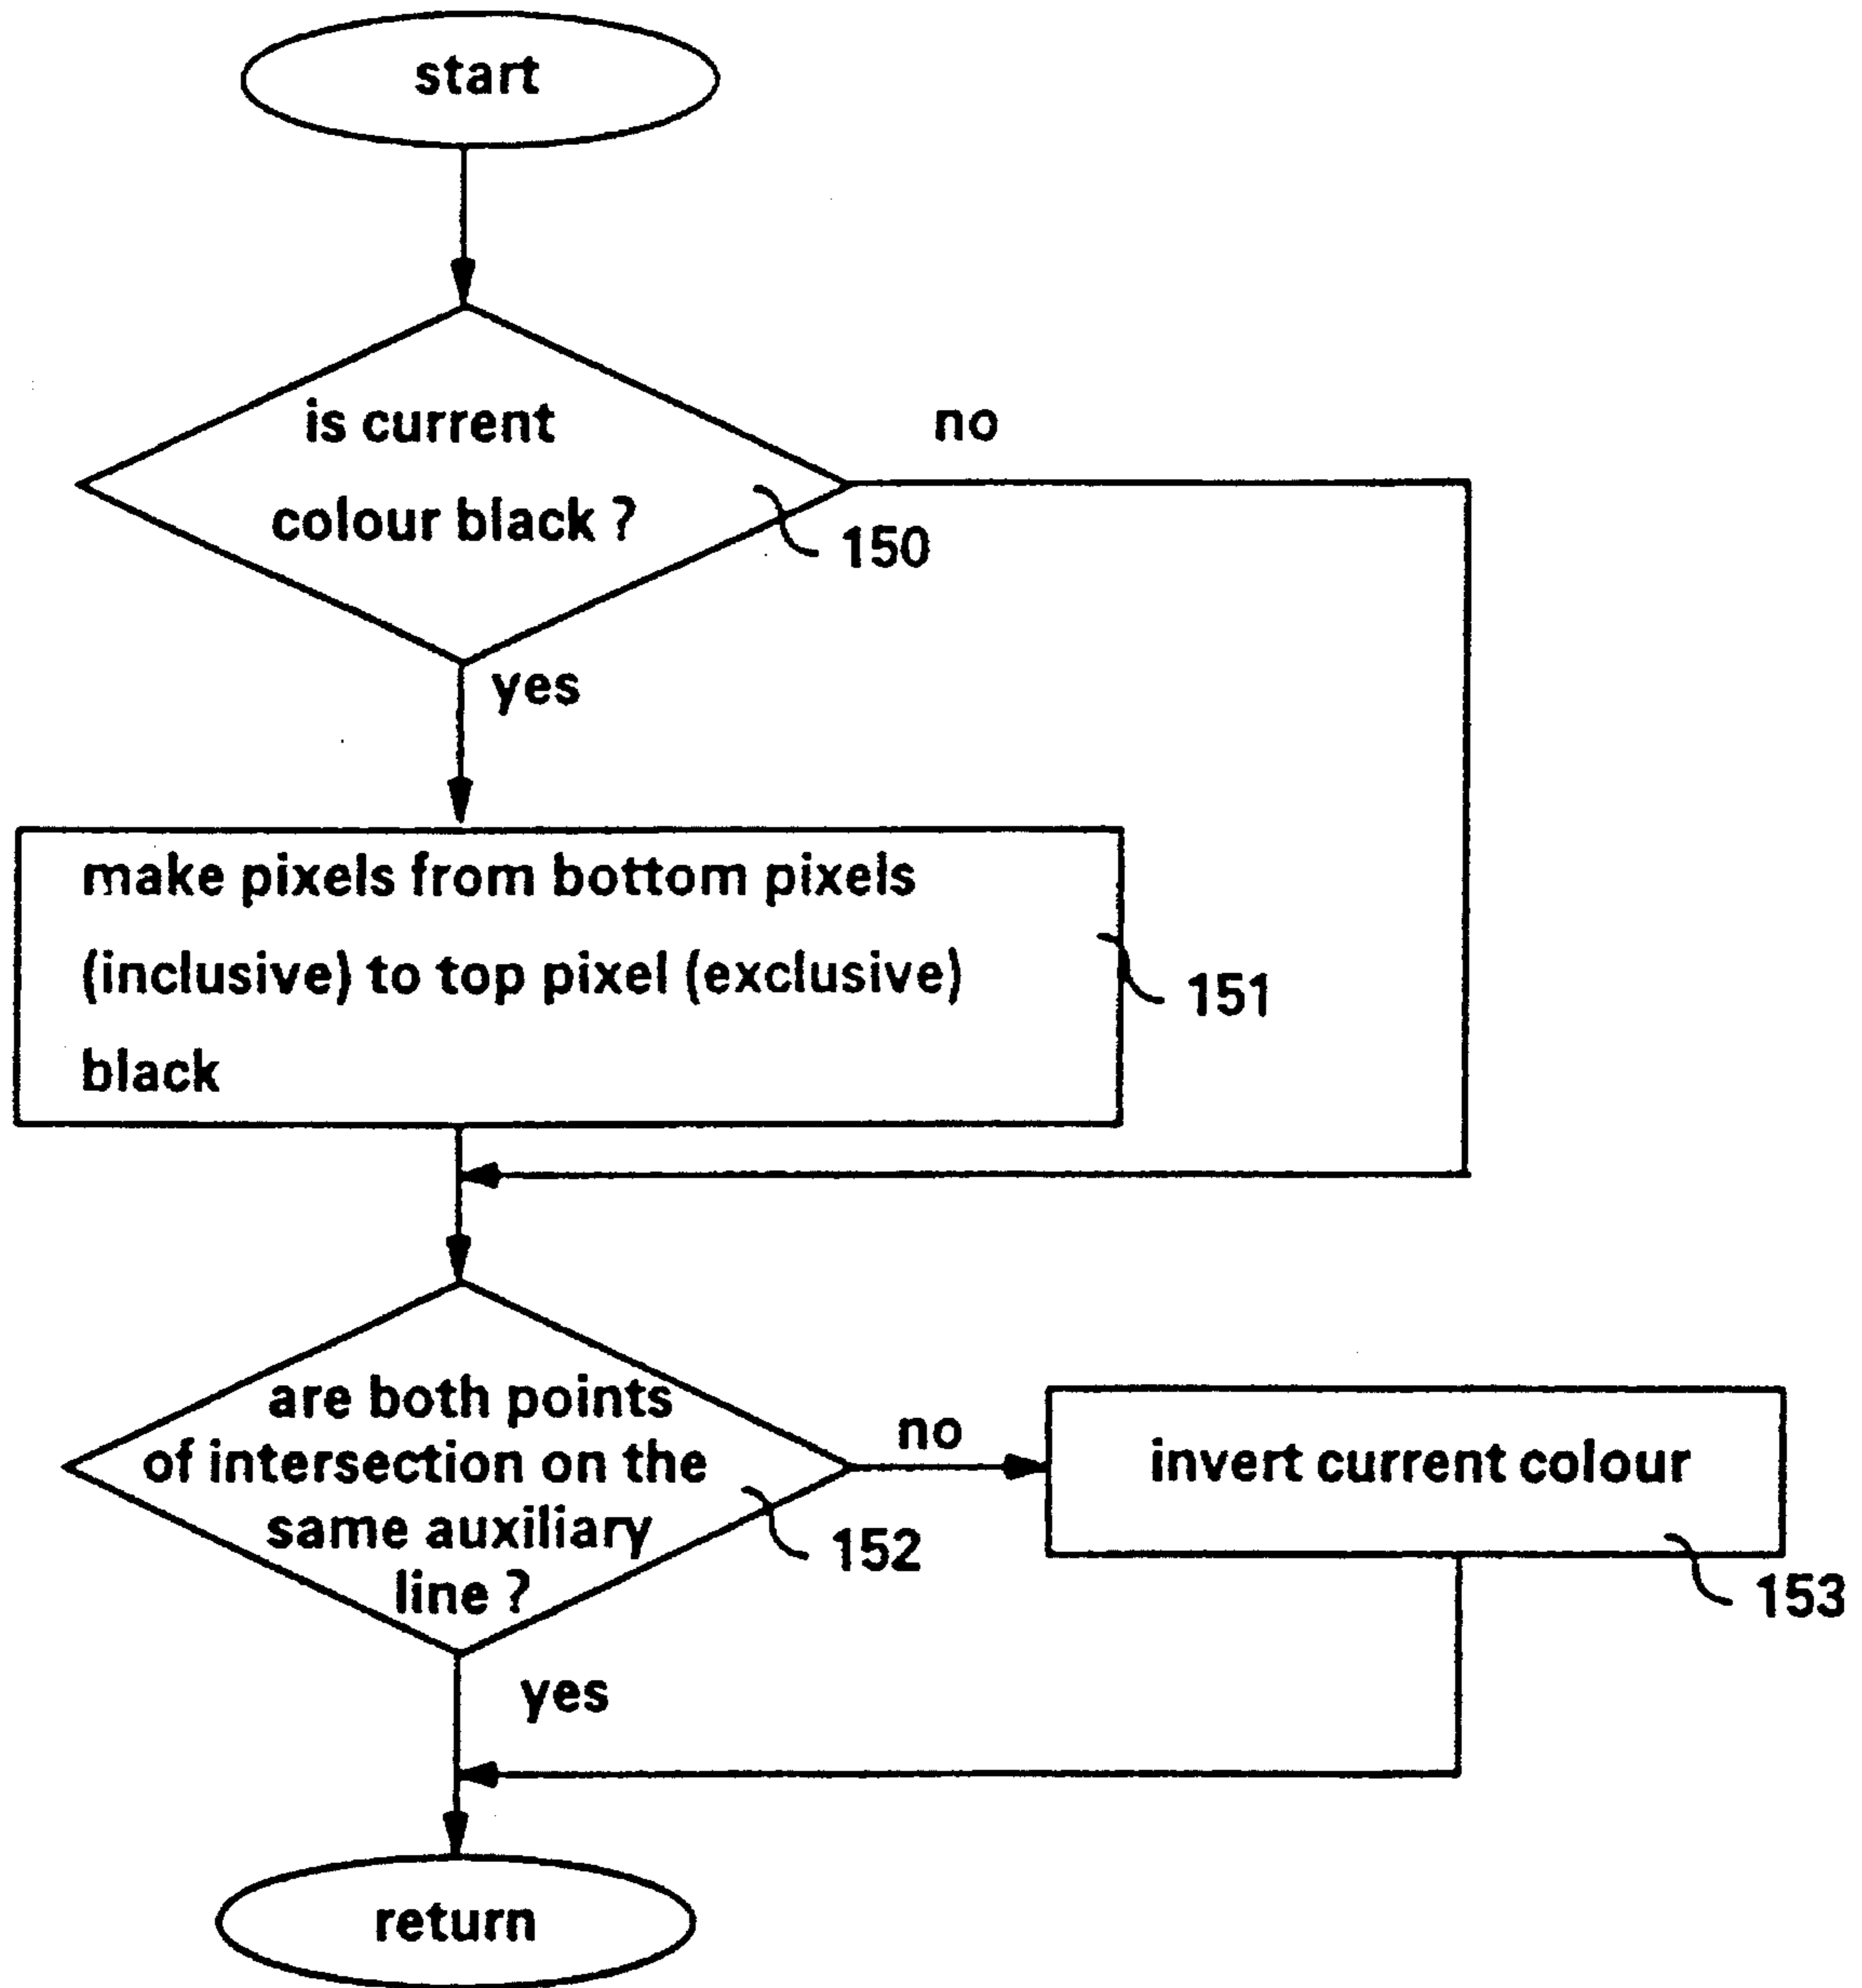 start
is current
colour black ?
no
150
yes
make pixels from bottom pixels
(inclusive) to top pixel (exclusive)
black
151
are both points
of intersection on the
same auxiliary
line ?
no
152
invert current colour
153
yes
return